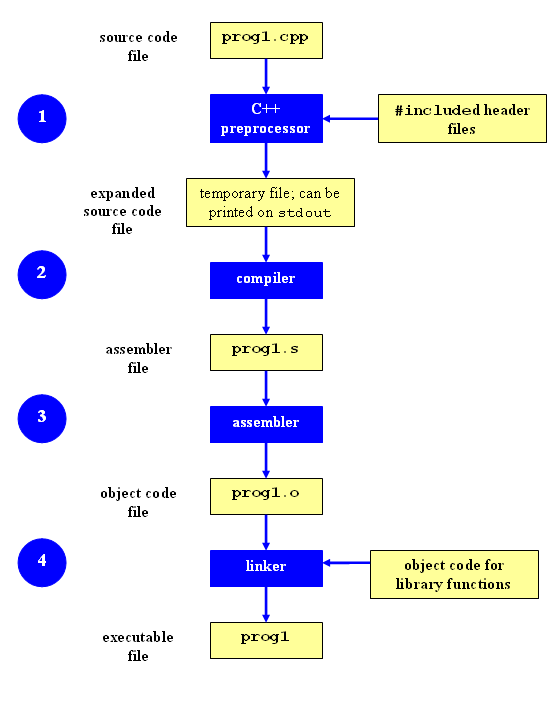 source code
file
prog1.cpp
1
C++
preprocessor
#included header
files
expanded
source code
file
temporary file; can be
printed on stdout
2
compiler
assembler
file
prog1.s
3
assembler
object code
file
prog1.o
4
linker
object code for
library functions
executable
file
prog1